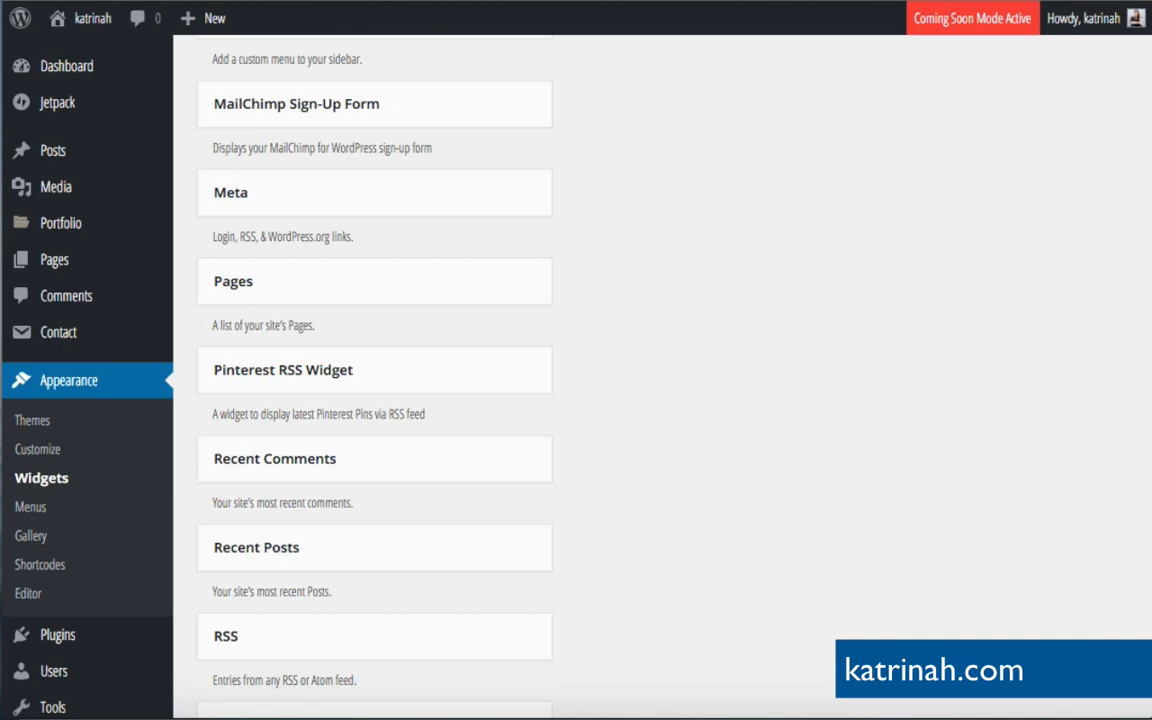 katrinah 0 New Coming Soon Mode Active Howdy, katrinah
Dashboard
Jetpack
Posts
Media
Portfolio
Pages
Comments
Contact
Appearance
Themes
Customize
Widgets
Menus
Gallery
Shortcodes
Editor
Plugins
Users
Tools
Add a custom menu to your sidebar.
MailChimp Sign-Up Form
Displays your MailChimp for WordPress sign-up form
Meta
Login, RSS, & WordPress.org links.
Pages
A list of your site's Pages.
Pinterest RSS Widget
A widget to display latest Pinterest Pins via RSS feed
Recent Comments
Your site's most recent comments.
Recent Posts
Your site's most recent Posts.
RSS
Entries from any RSS or Atom feed.
katrinah.com